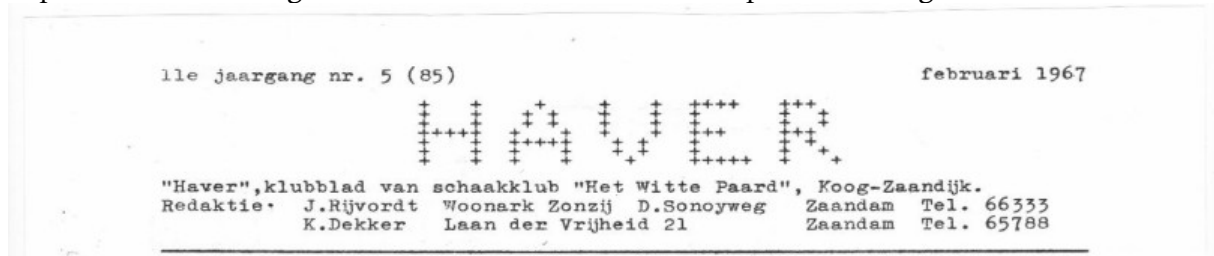 11e jaargang nr. 5 (85) februari 1967
HAVER
"Haver",klubblad van schaakklub "Het Witte Paard", Koog-Zaandijk.
Redaktie. J.Rijvordt Woonark Zonzij D.Sonoyweg Zaandam Tel. 66333
K.Dekker Laan der Vrijheid 21 Zaandam Tel. 65788